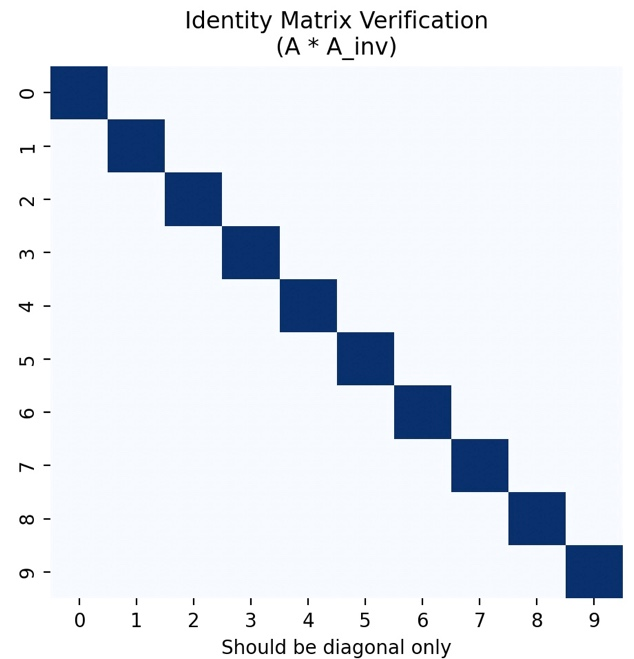 Identity Matrix Verification
(A * A_inv)
0
1
2
3
4
5
6
7
8
9
0 1 2 3 4 5 6 7 8 9
Should be diagonal only